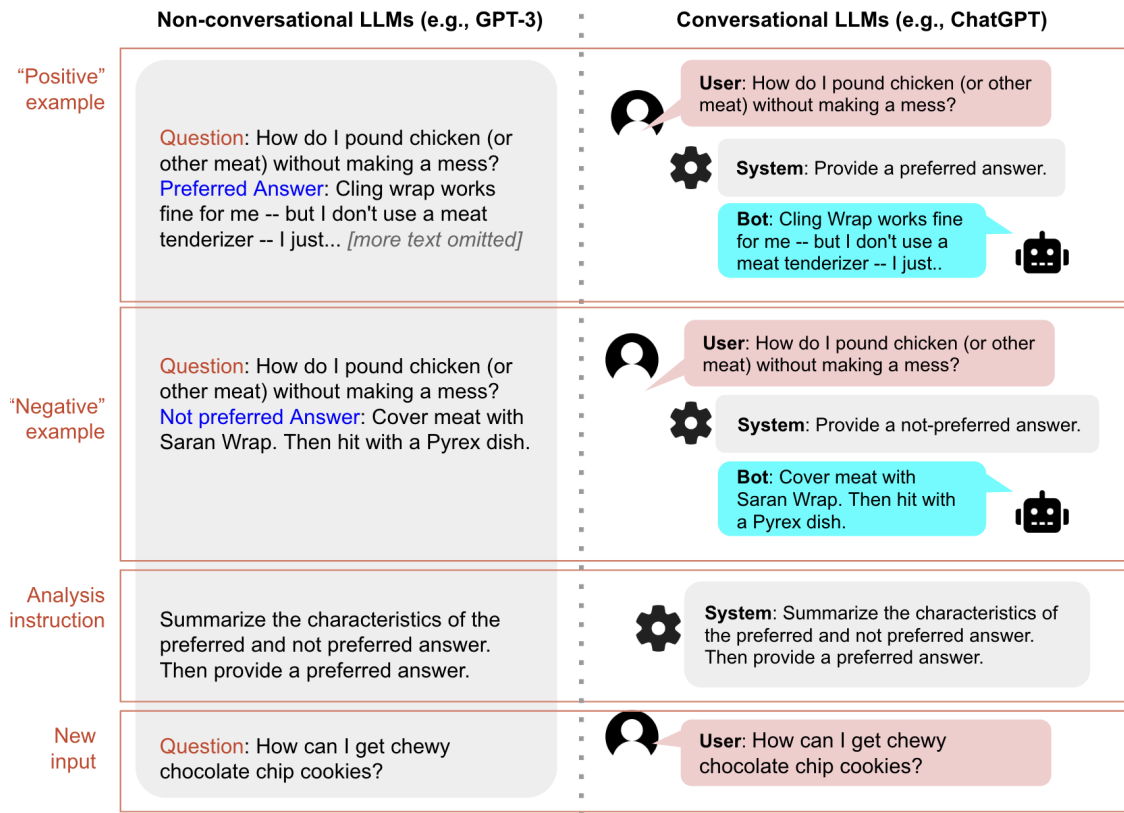 Non-conversational LLMs (e.g., GPT-3)
Conversational LLMs (e.g., ChatGPT)
“Positive”
example
Question: How do I pound chicken (or
other meat) without making a mess?
Preferred Answer: Cling wrap works
fine for me -- but I don't use a meat
tenderizer -- I just... [more text omitted]
User: How do I pound chicken (or other
meat) without making a mess?
System: Provide a preferred answer.
Bot: Cling Wrap works fine
for me -- but I don't use a
meat tenderizer -- I just..
“Negative”
example
Question: How do I pound chicken (or
other meat) without making a mess?
Not preferred Answer: Cover meat with
Saran Wrap. Then hit with a Pyrex dish.
User: How do I pound chicken (or other
meat) without making a mess?
System: Provide a not-preferred answer.
Bot: Cover meat with
Saran Wrap. Then hit with
a Pyrex dish.
Analysis
instruction
Summarize the characteristics of the
preferred and not preferred answer.
Then provide a preferred answer.
System: Summarize the characteristics of
the preferred and not preferred answer.
Then provide a preferred answer.
New
input
Question: How can I get chewy
chocolate chip cookies?
User: How can I get chewy
chocolate chip cookies?